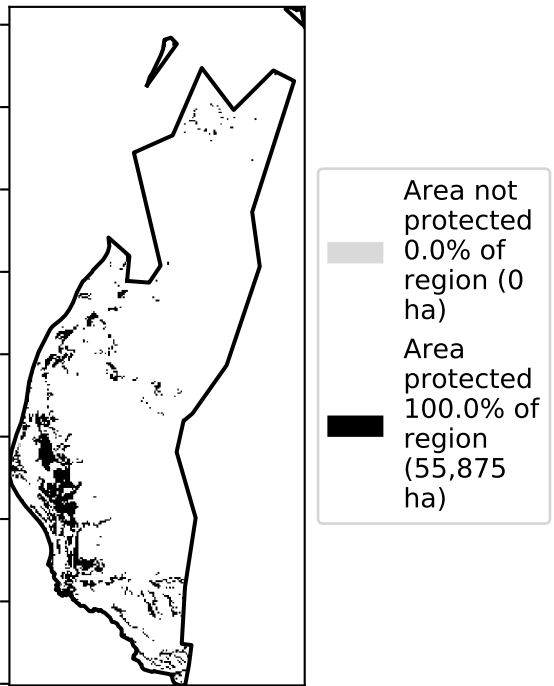 Area not
protected
0.0% of
region (0
ha)
Area
protected
100.0% of
region
(55,875
ha)